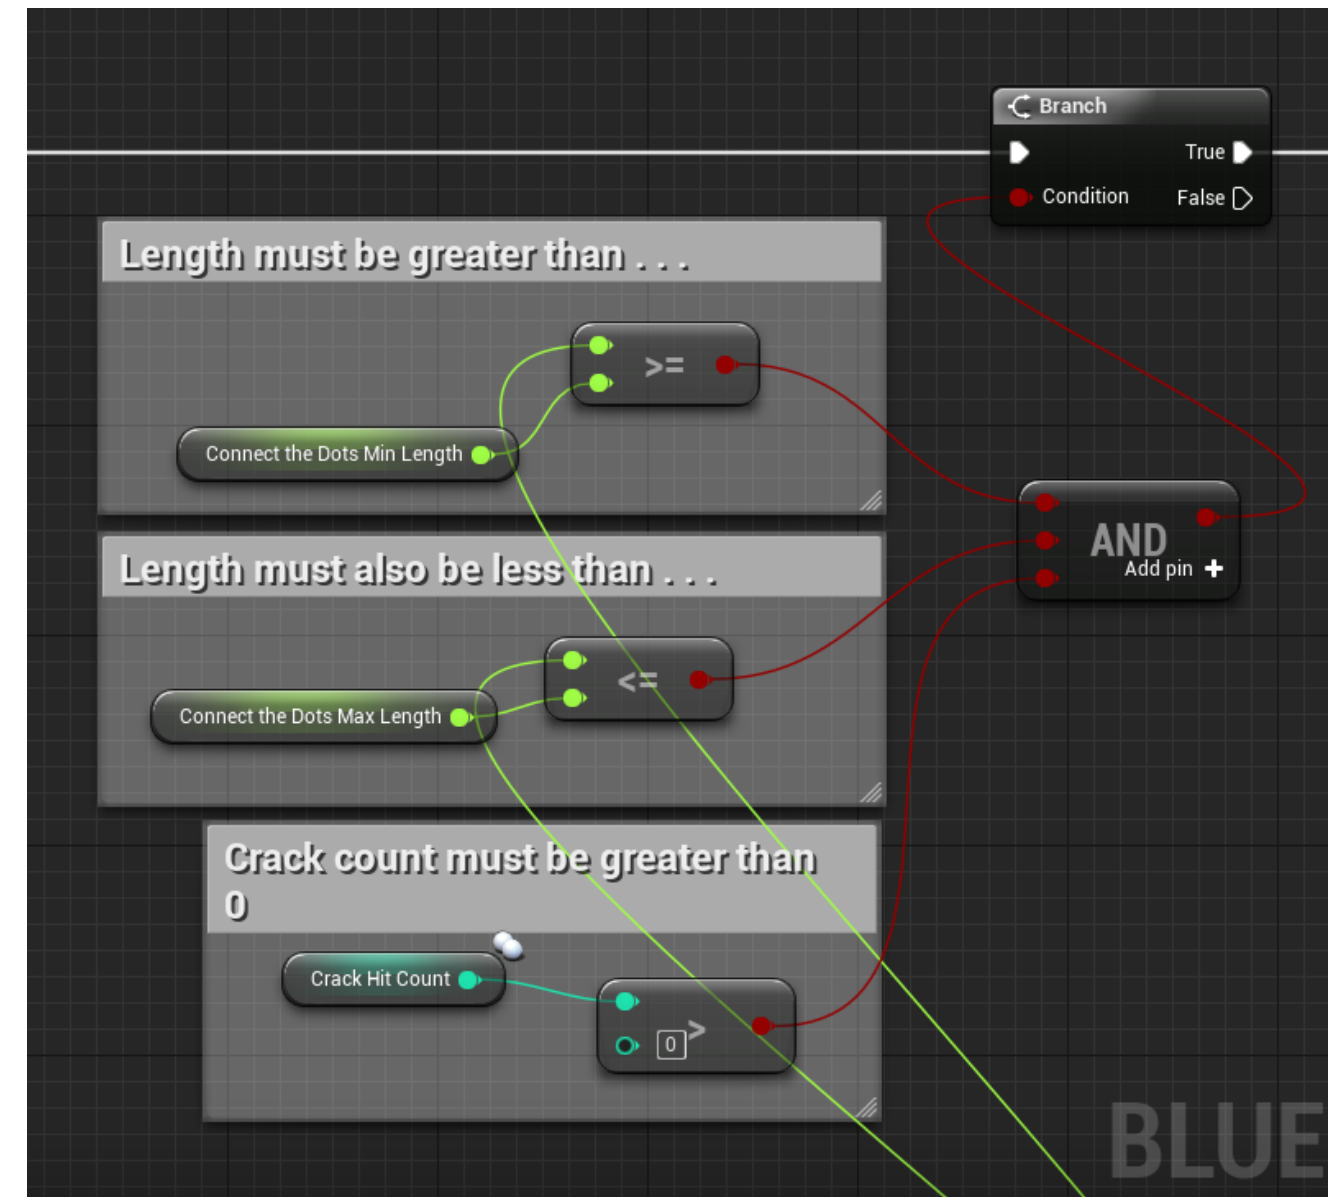 Branch
True
Condition
False
Length must be greater than . . .
>=
Connect the Dots Min Length
AND
Add pin +
Length must also be less than . . .
<=
Connect the Dots Max Length
Crack count must be greater than
0
Crack Hit Count
0 >
BLUE